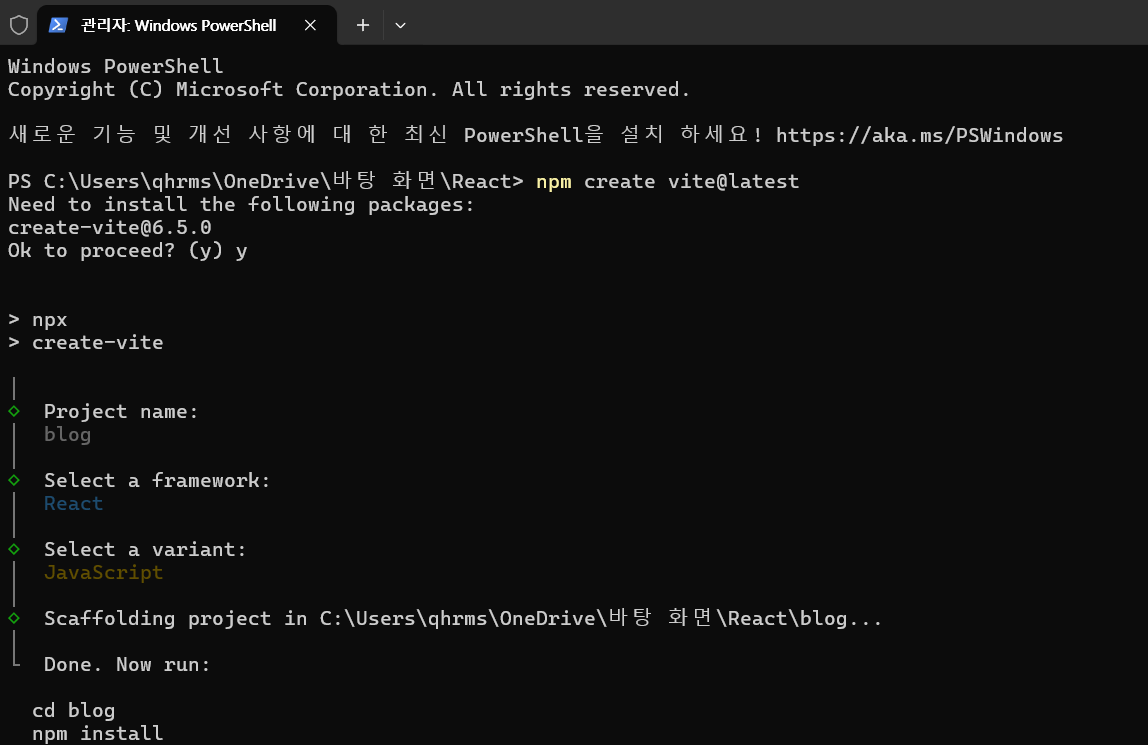 관리자: Windows PowerShell
Windows PowerShell
Copyright (C) Microsoft Corporation. All rights reserved.
새로운 기능 및 개선 사항에 대 한 최신 PowerShell을 설치 하세요! https://aka.ms/PSWindows
PS C:\Users\qhrms\OneDrive\바탕 화면\React> npm create vite@latest
Need to install the following packages:
create-vite@6.5.0
Ok to proceed? (y) y
> npx
> create-vite
Project name:
blog
Select a framework:
React
Select a variant:
JavaScript
Scaffolding project in C:\Users\qhrms\OneDrive\바탕 화면\React\blog...
Done. Now run:
cd blog
npm install